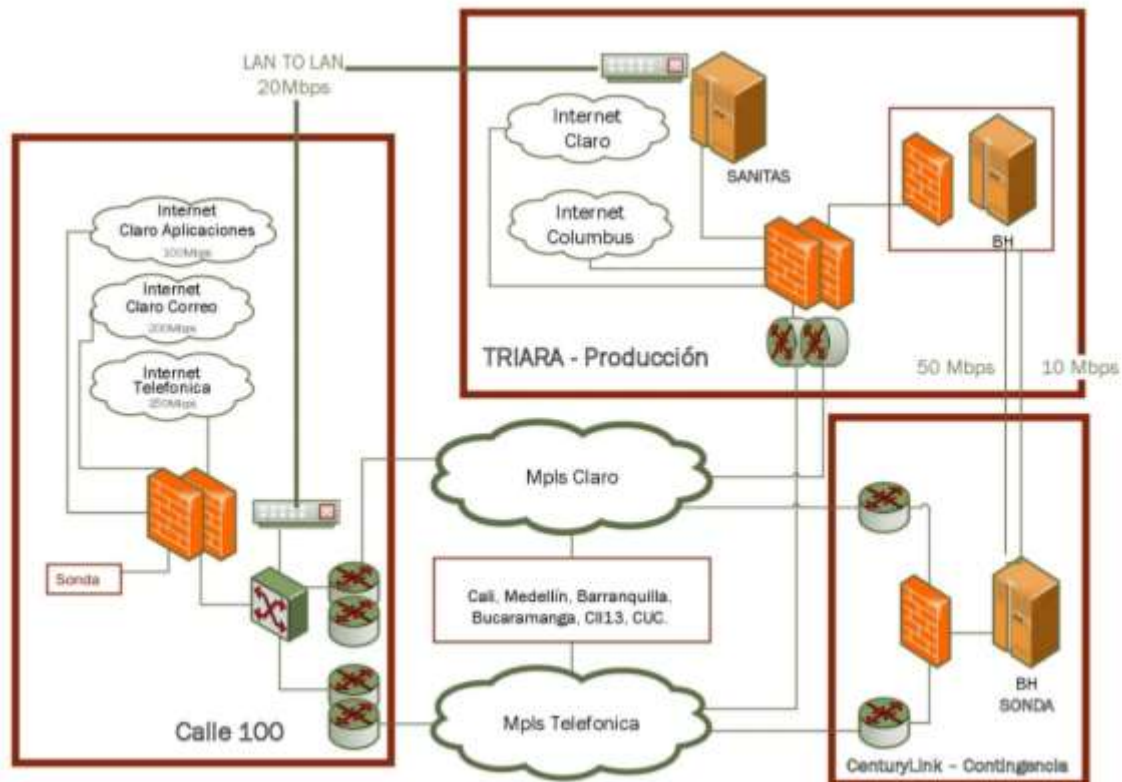 LAN TO LAN
20Mbps
Internet
Claro
SANITAS
Internet
Columbus
BH
TRIARA - Producción
50 Mbps
10 Mbps
Internet
Claro Aplicaciones
100Mbps
Internet
Claro Correo
200Mbps
Internet
Telefonica
250Mbps
Sonda
Calle 100
Mpls Claro
Cali, Medellín, Barranquilla,
Bucaramanga, Cll13, CUC.
Mpls Telefonica
BH
SONDA
CenturyLink - Contingencia